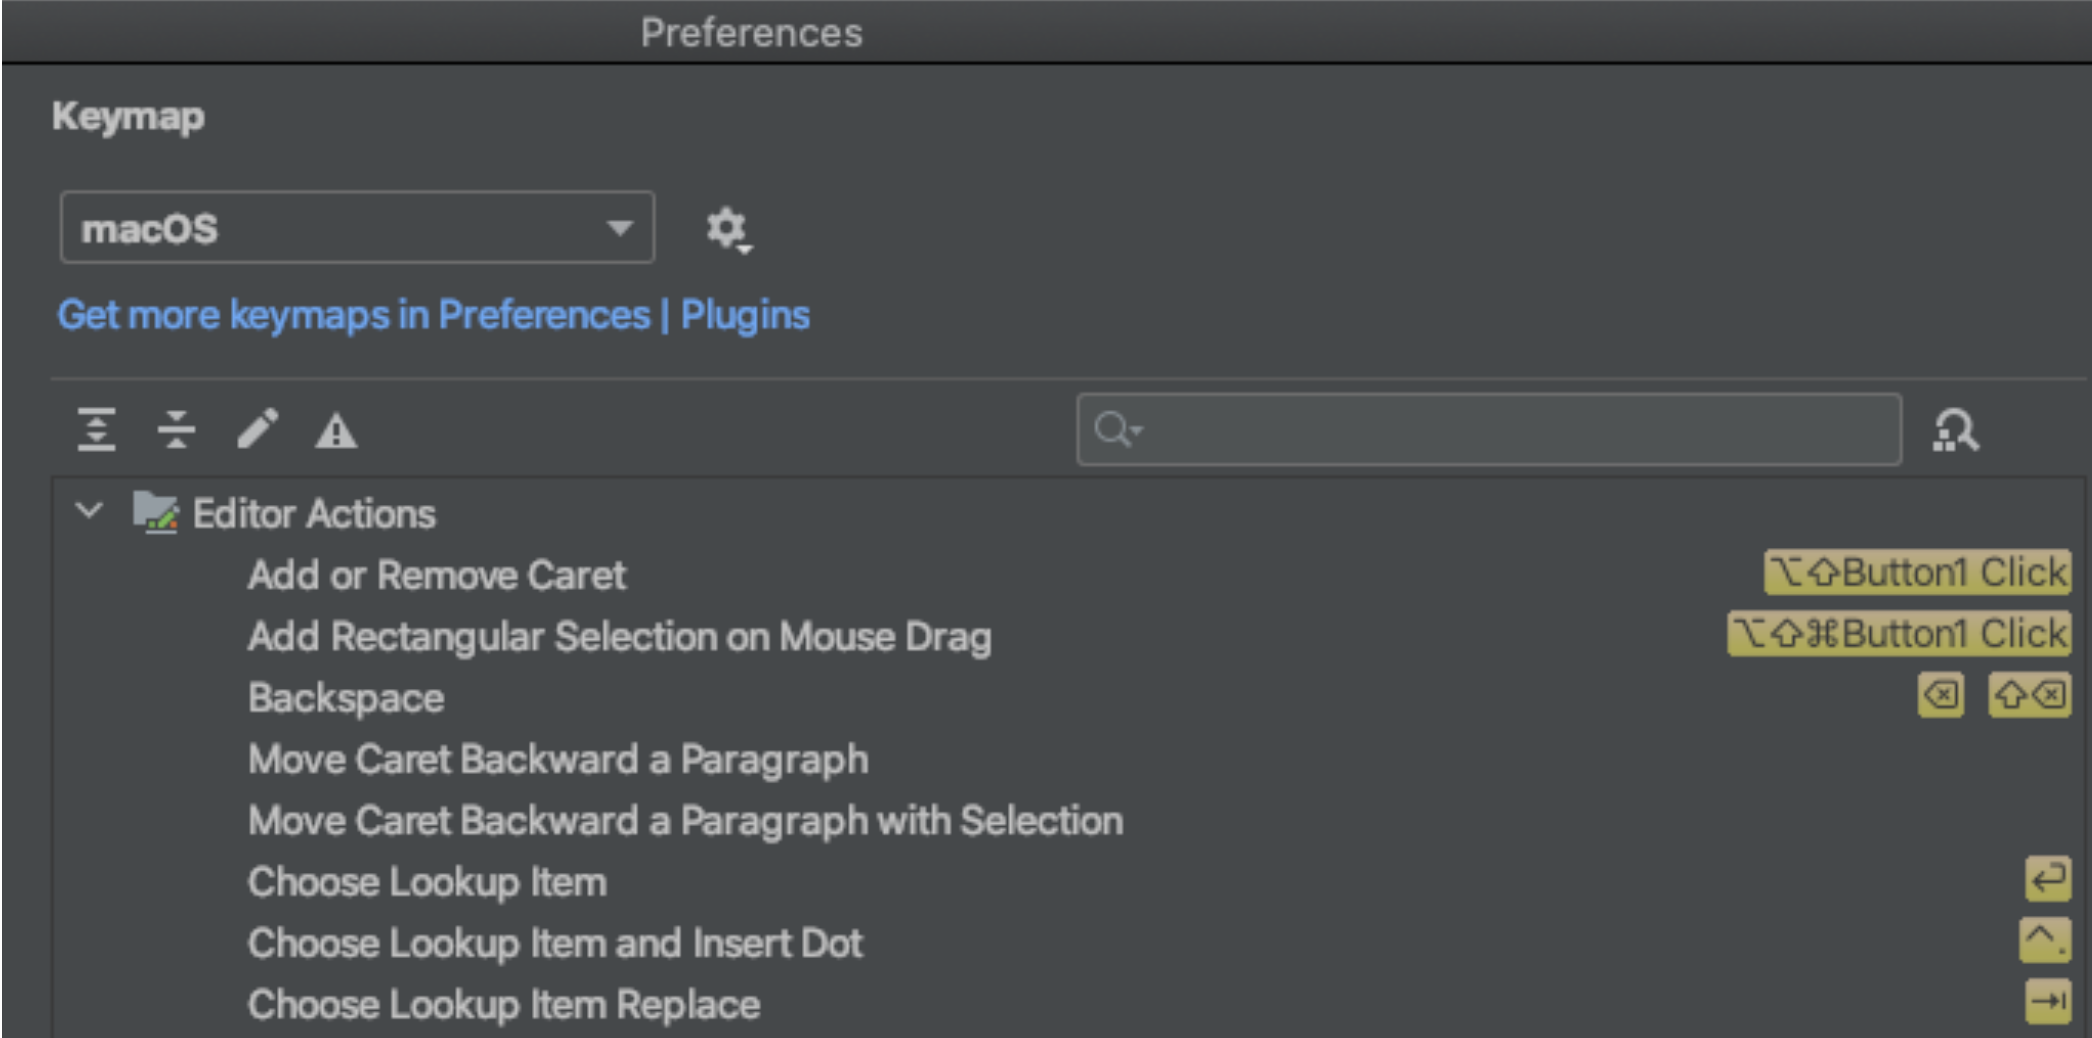 Preferences
Keymap
macOS
Get more keymaps in Preferences | Plugins
Editor Actions
Add or Remove Caret ⌥⇧Button1 Click
Add Rectangular Selection on Mouse Drag ⌥⇧⌘Button1 Click
Backspace ⌫ ⇧⌫
Move Caret Backward a Paragraph
Move Caret Backward a Paragraph with Selection
Choose Lookup Item ↩
Choose Lookup Item and Insert Dot ^.
Choose Lookup Item Replace ⇥